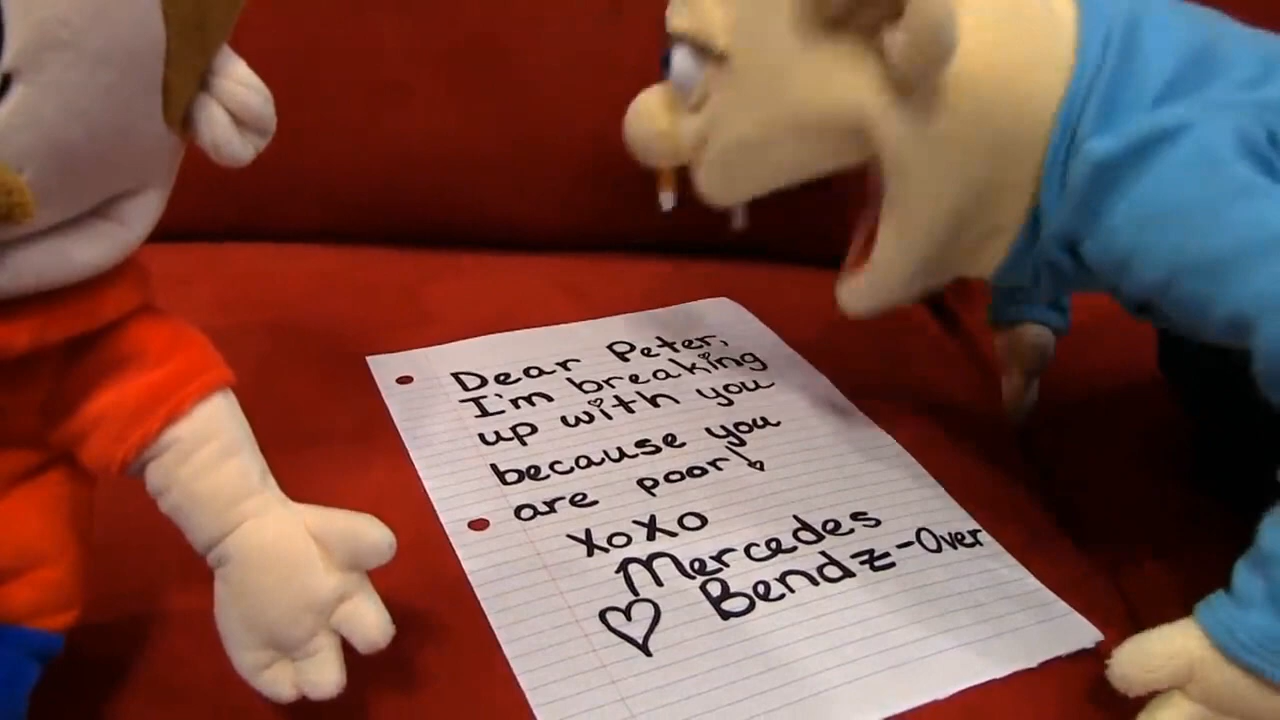 Dear Peter,
I'm breaking
up with you
because you
are poor!
XoXo
Mercedes
Bendz-Over